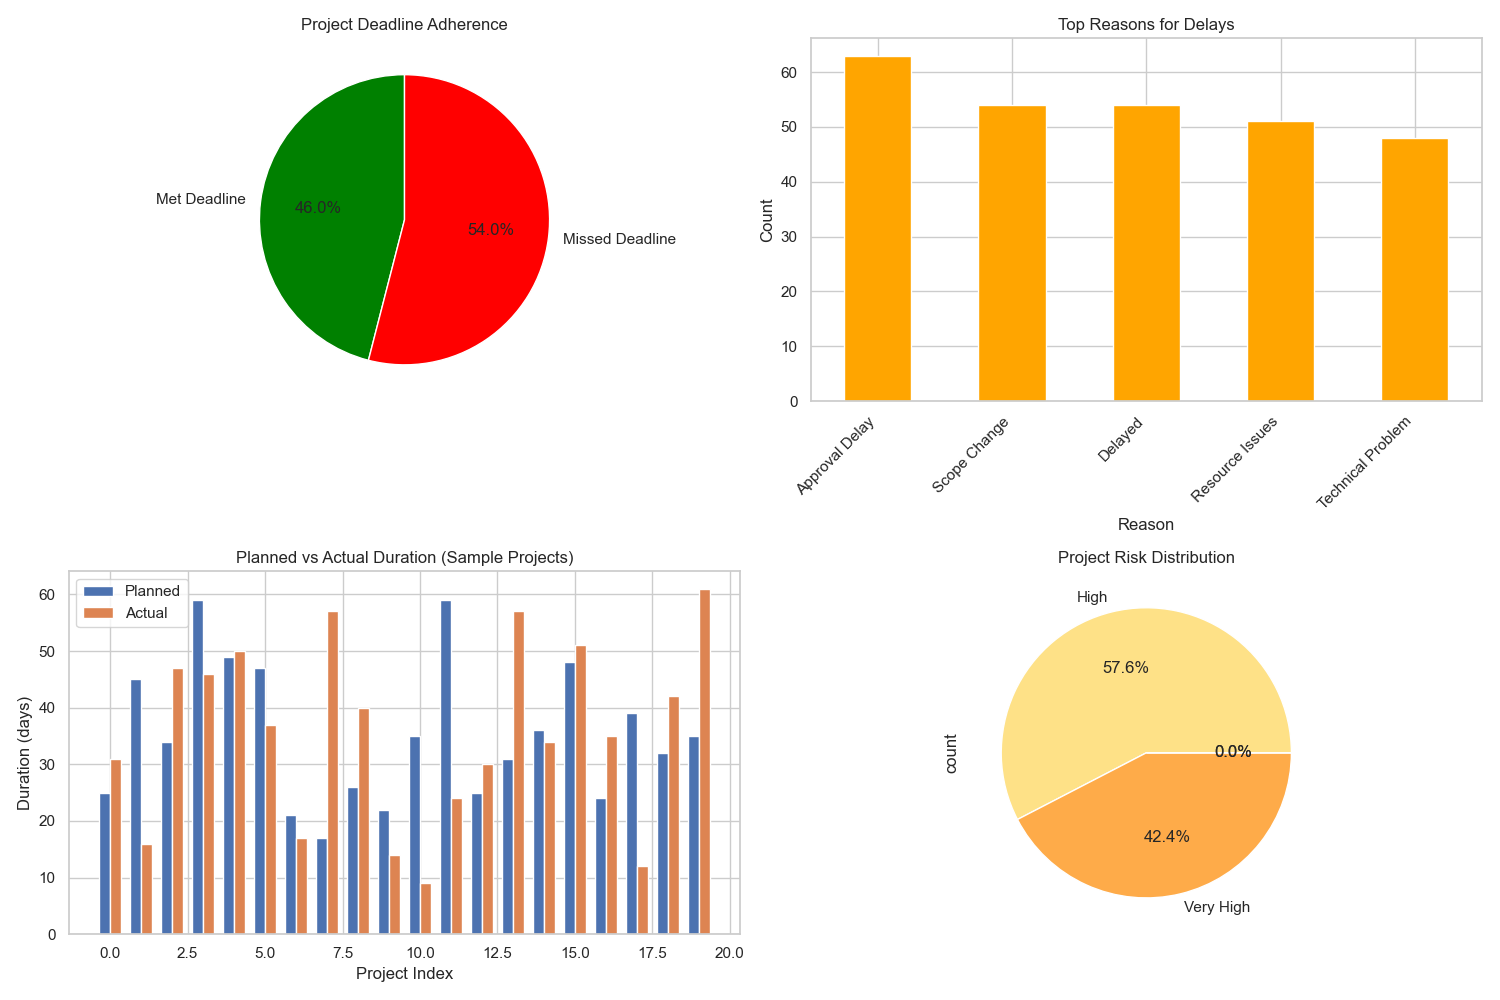 Project Deadline Adherence
Met Deadline
46.0%
54.0%
Missed Deadline
Top Reasons for Delays
Count
60
50
40
30
20
10
0
Approval Delay
Scope Change
Delayed
Resource Issues
Technical Problem
Reason
Planned vs Actual Duration (Sample Projects)
Planned
Actual
Duration (days)
60
50
40
30
20
10
0
0.0
2.5
5.0
7.5
10.0
12.5
15.0
17.5
20.0
Project Index
Project Risk Distribution
High
57.6%
count
0.0%
42.4%
Very High